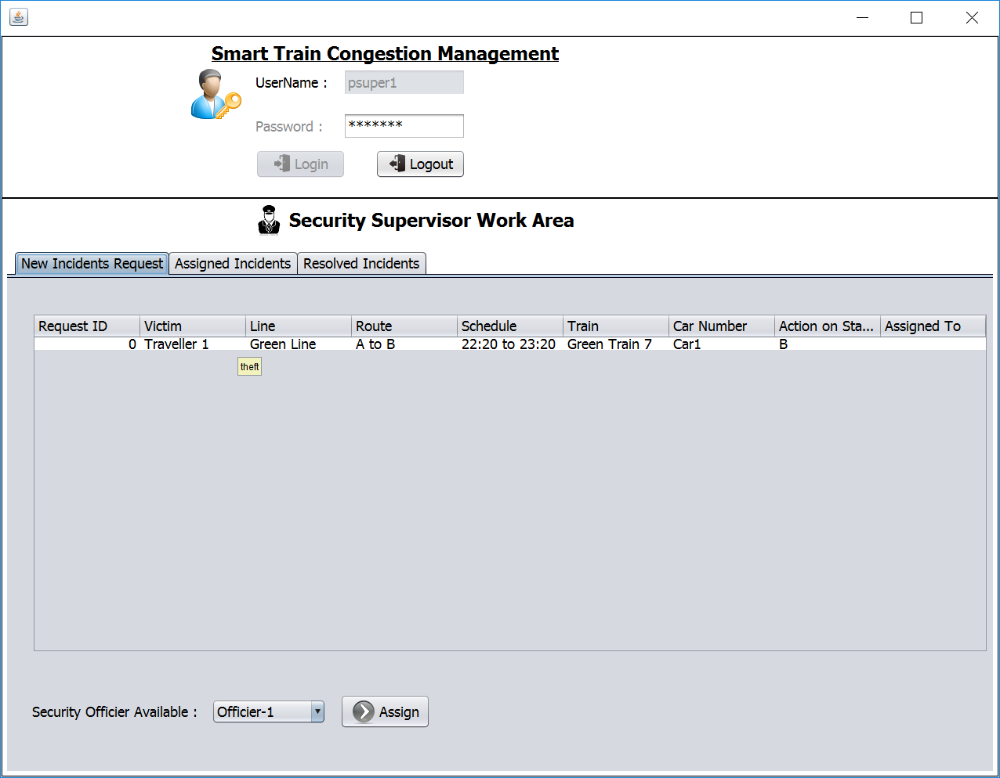 Smart Train Congestion Management
UserName :
psuper1
Password :
*******
Login
Logout
Security Supervisor Work Area
New Incidents Request
Assigned Incidents
Resolved Incidents
Request ID Victim Line Route Schedule Train Car Number Action on Sta... Assigned To
0 Traveller 1 Green Line A to B 22:20 to 23:20 Green Train 7 Car1 B
theft
Security Officier Available :
Officier-1
Assign